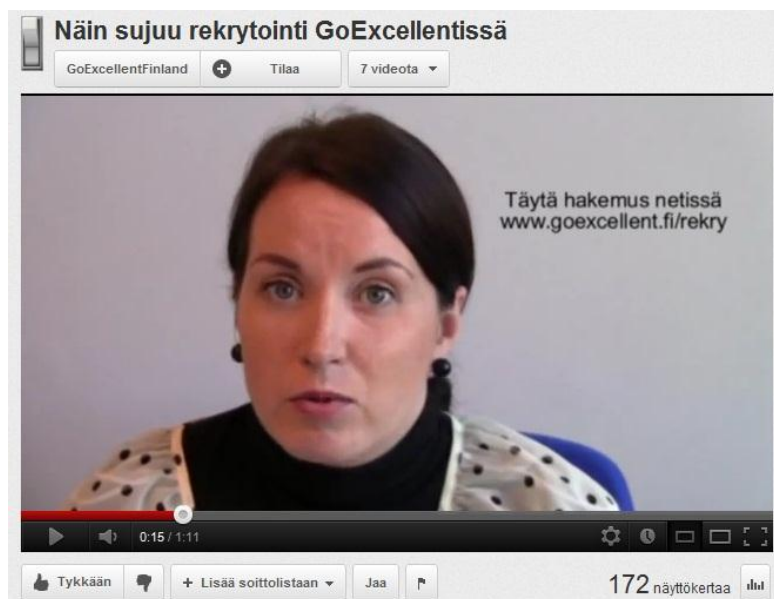 Näin sujuu rekrytointi GoExcellentissä
GoExcellentFinland Tilaa 7 videota
Täytä hakemus netissä
www.goexcellent.fi/rekry
0:15 / 1:11
Tykkään + Lisää soittolistaan Jaa 172 näyttökertaa